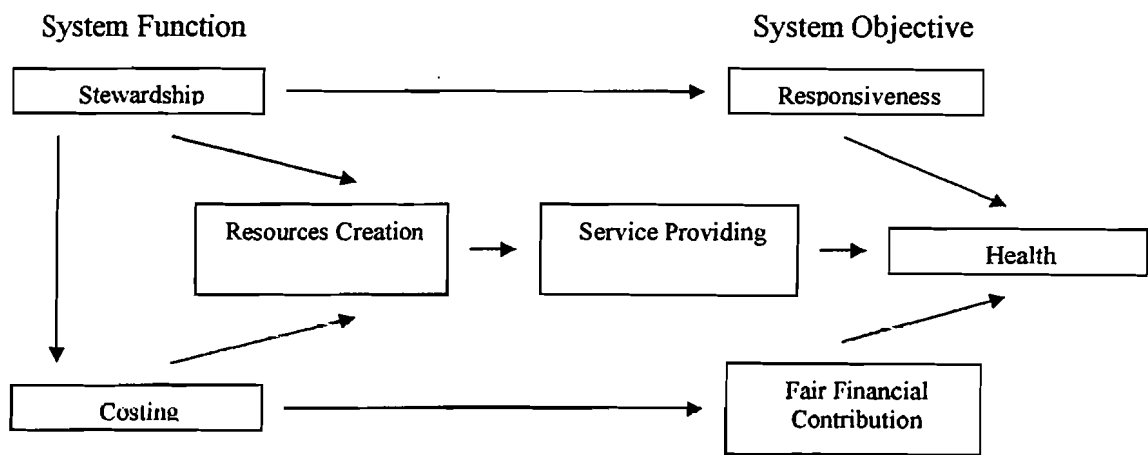 System Function
System Objective
Stewardship
Responsiveness
Resources Creation
Service Providing
Health
Costing
Fair Financial
Contribution